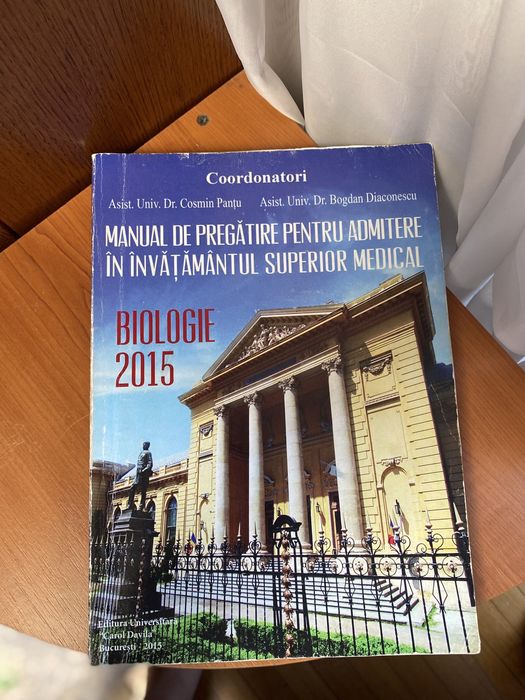 Coordonatori
Asist. Univ. Dr. Cosmin Panțu Asist. Univ. Dr. Bogdan Diaconescu
MANUAL DE PREGĂTIRE PENTRU ADMITERE
ÎN ÎNVĂȚĂMÂNTUL SUPERIOR MEDICAL
BIOLOGIE
2015
Editura Universitară
"Carol Davila"
București - 2015